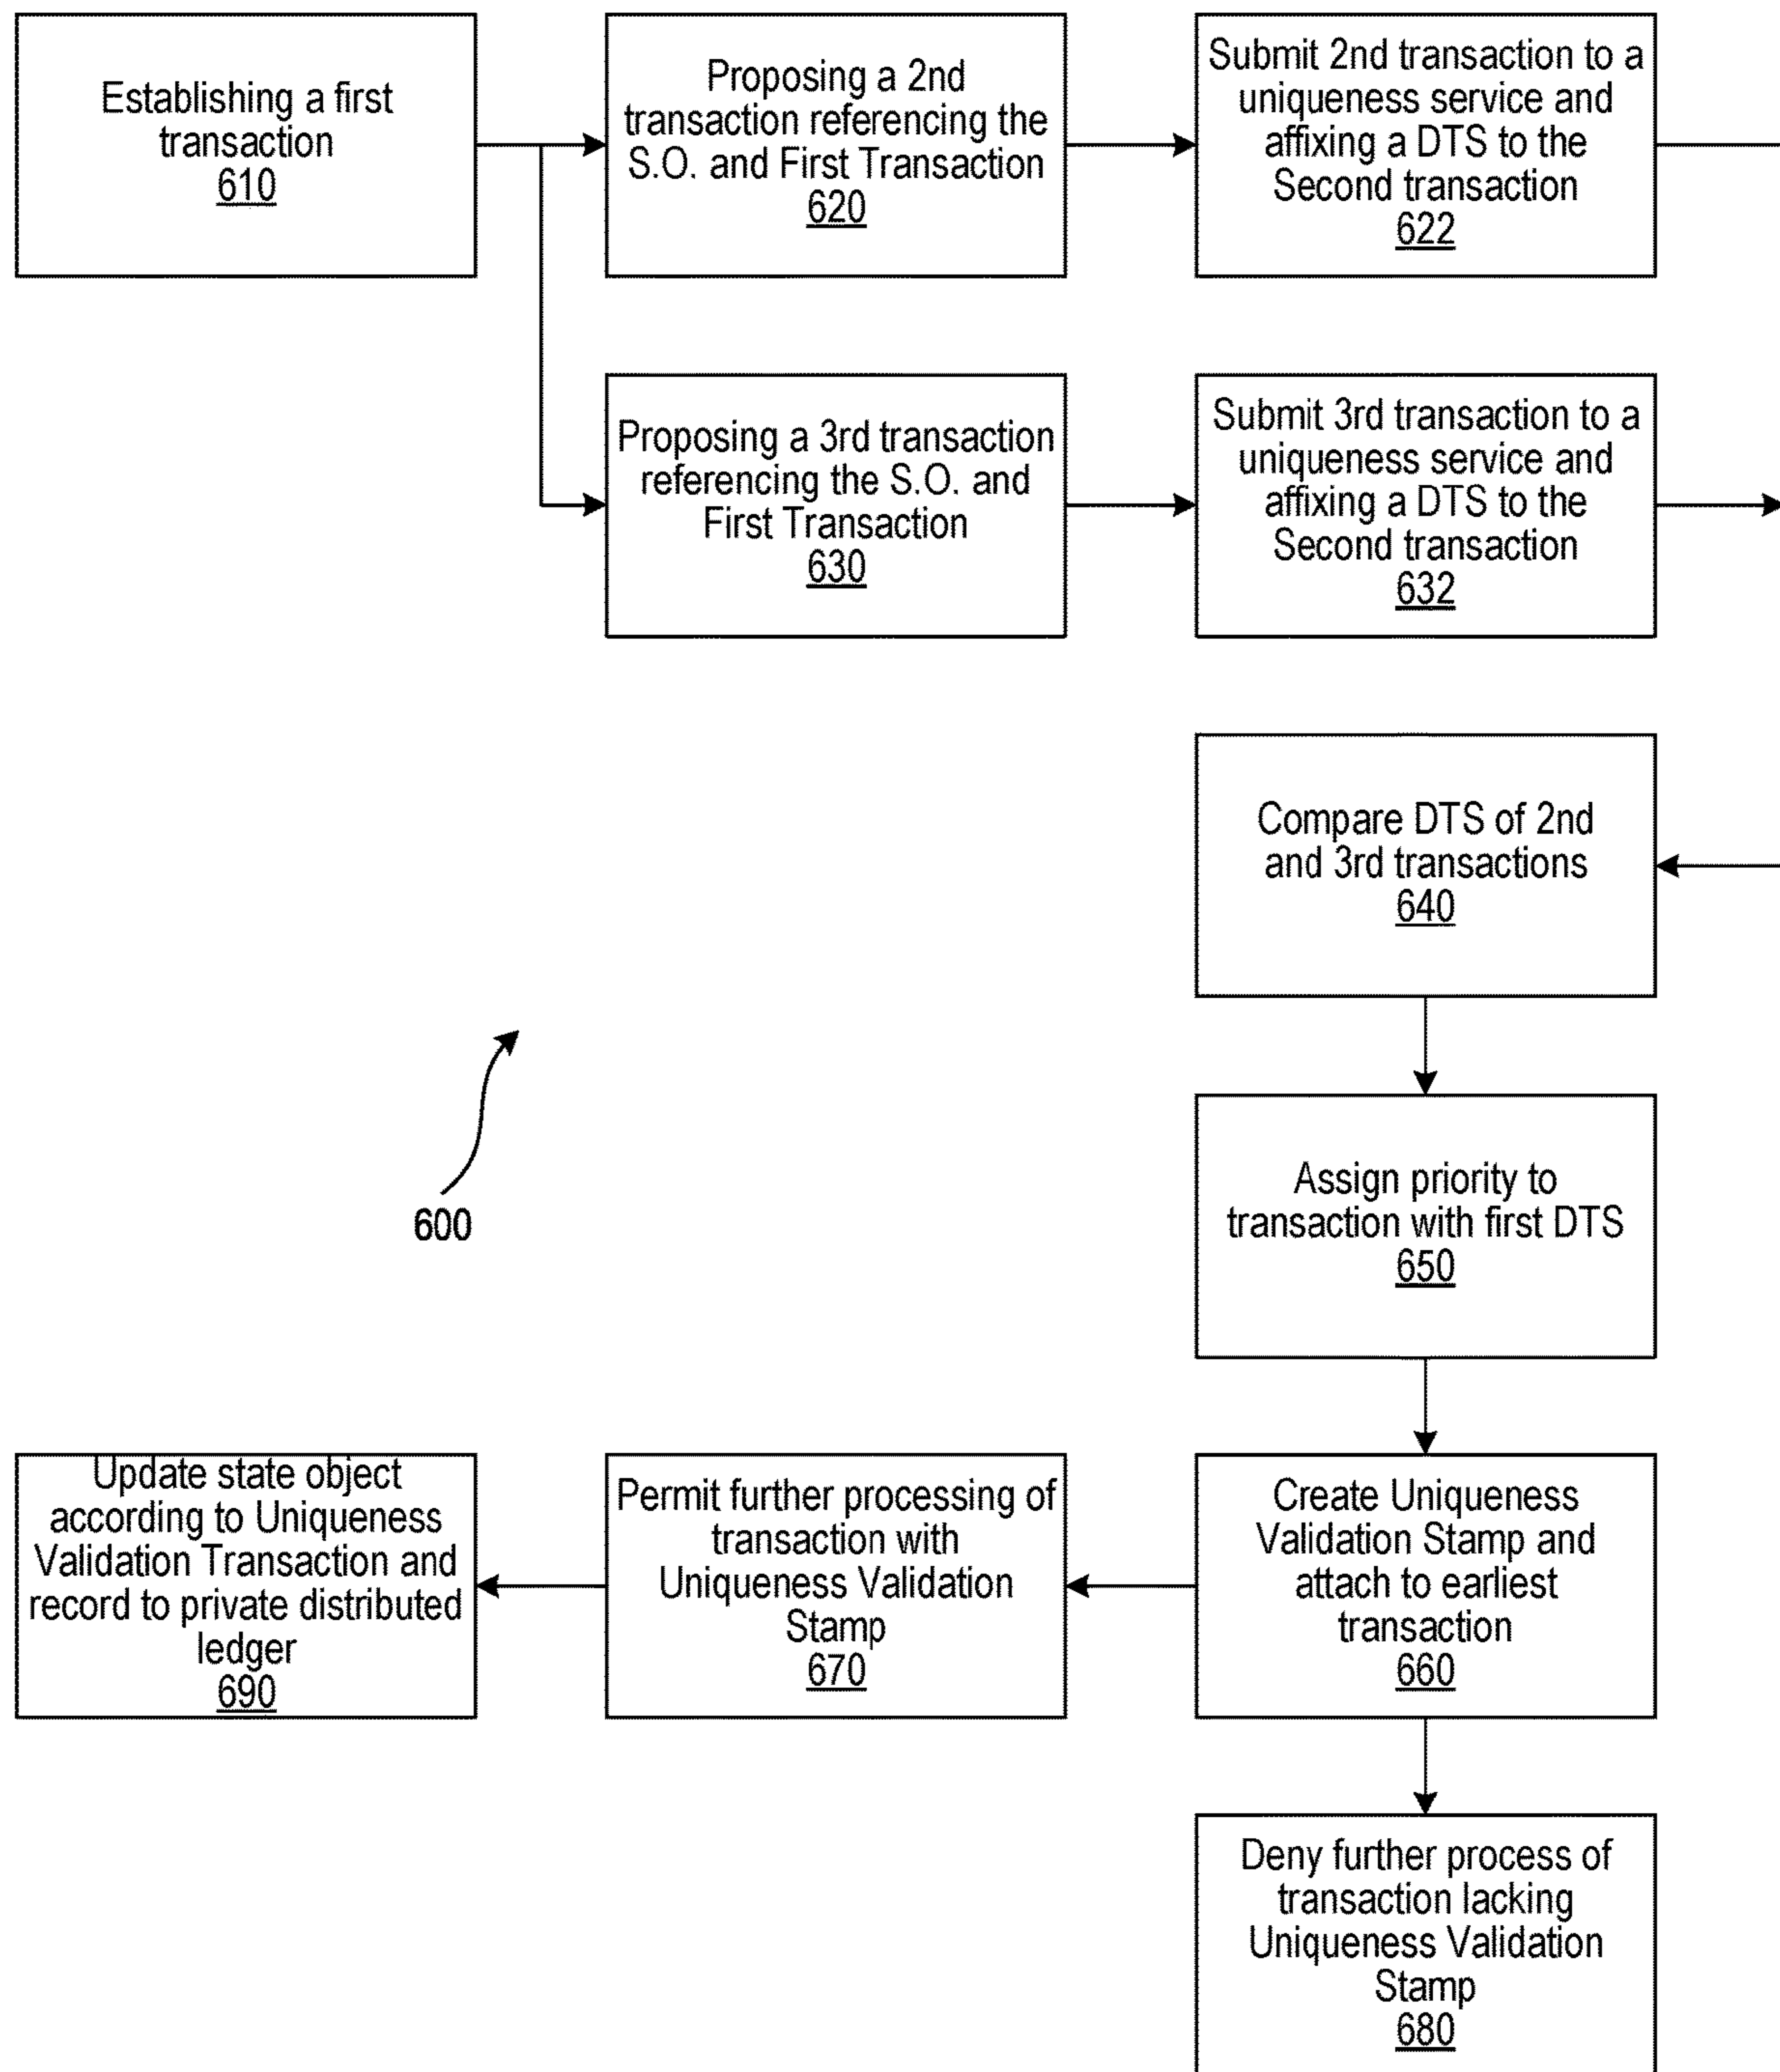 Establishing a first
transaction
610
Proposing a 2nd
transaction referencing the
S.O. and First Transaction
620
Submit 2nd transaction to a
uniqueness service and
affixing a DTS to the
Second transaction
622
Proposing a 3rd transaction
referencing the S.O. and
First Transaction
630
Submit 3rd transaction to a
uniqueness service and
affixing a DTS to the
Second transaction
632
Compare DTS of 2nd
and 3rd transactions
640
600
Assign priority to
transaction with first DTS
650
Update state object
according to Uniqueness
Validation Transaction and
record to private distributed
ledger
690
Permit further processing of
transaction with
Uniqueness Validation
Stamp
670
Create Uniqueness
Validation Stamp and
attach to earliest
transaction
660
Deny further process of
transaction lacking
Uniqueness Validation
Stamp
680